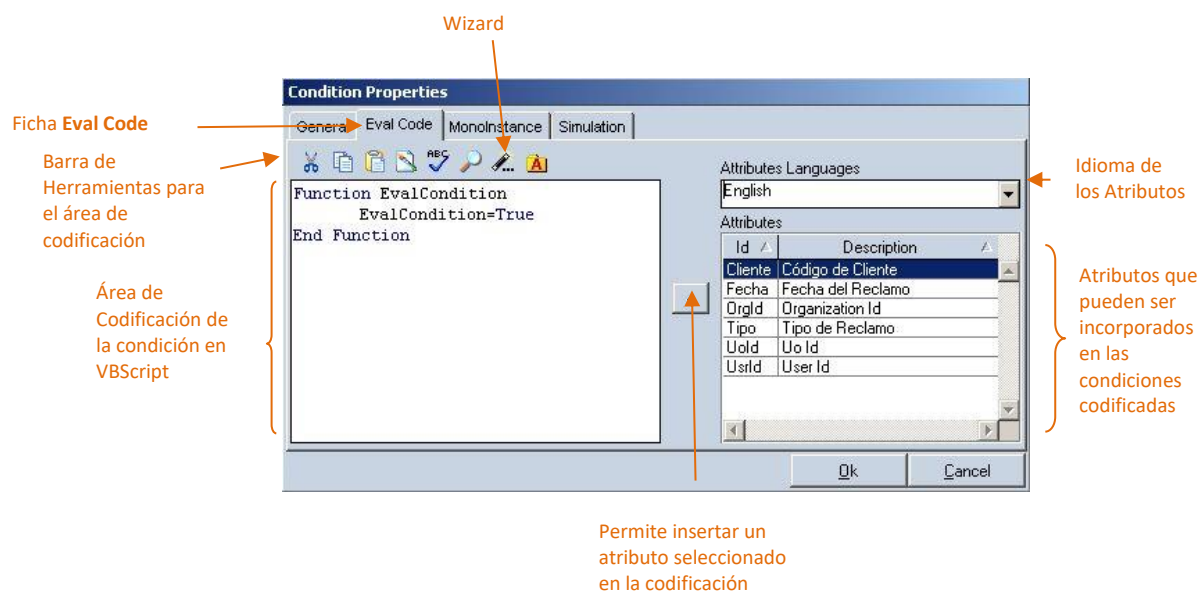 Wizard
Condition Properties
Ficha Eval Code
General
Eval Code
MonoInstance
Simulation
Barra de
Herramientas para
el área de
codificación
ABC
A
Attributes Languages
English
Idioma de
los Atributos
Function EvalCondition
EvalCondition=True
End Function
Attributes
Id Description
Cliente Código de Cliente
Fecha Fecha del Reclamo
OrgId Organization Id
Tipo Tipo de Reclamo
UoId Uo Id
UsrId User Id
Área de
Codificación de
la condición en
VBScript
Atributos que
pueden ser
incorporados
en las
condiciones
codificadas
Ok
Cancel
Permite insertar un
atributo seleccionado
en la codificación